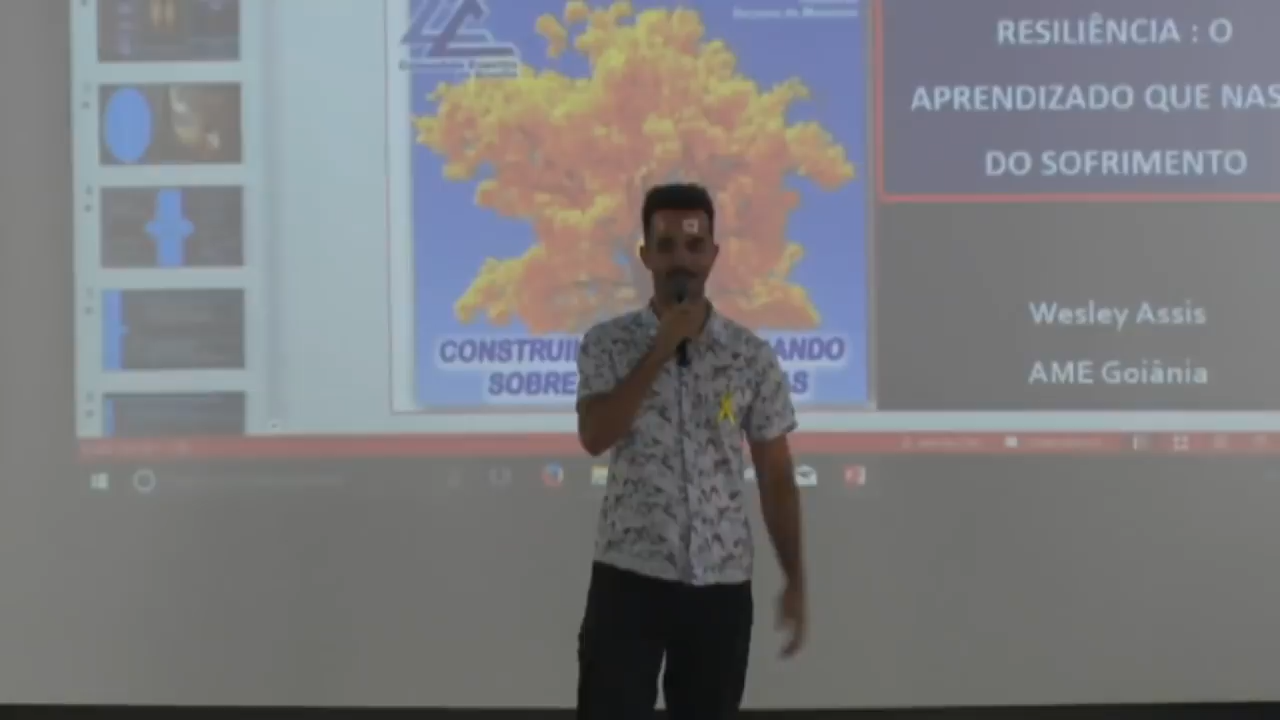 RESILIÊNCIA : O
APRENDIZADO QUE NAS
DO SOFRIMENTO
Wesley Assis
AME Goiânia
CONSTRUI ANDO
SOBRE AS